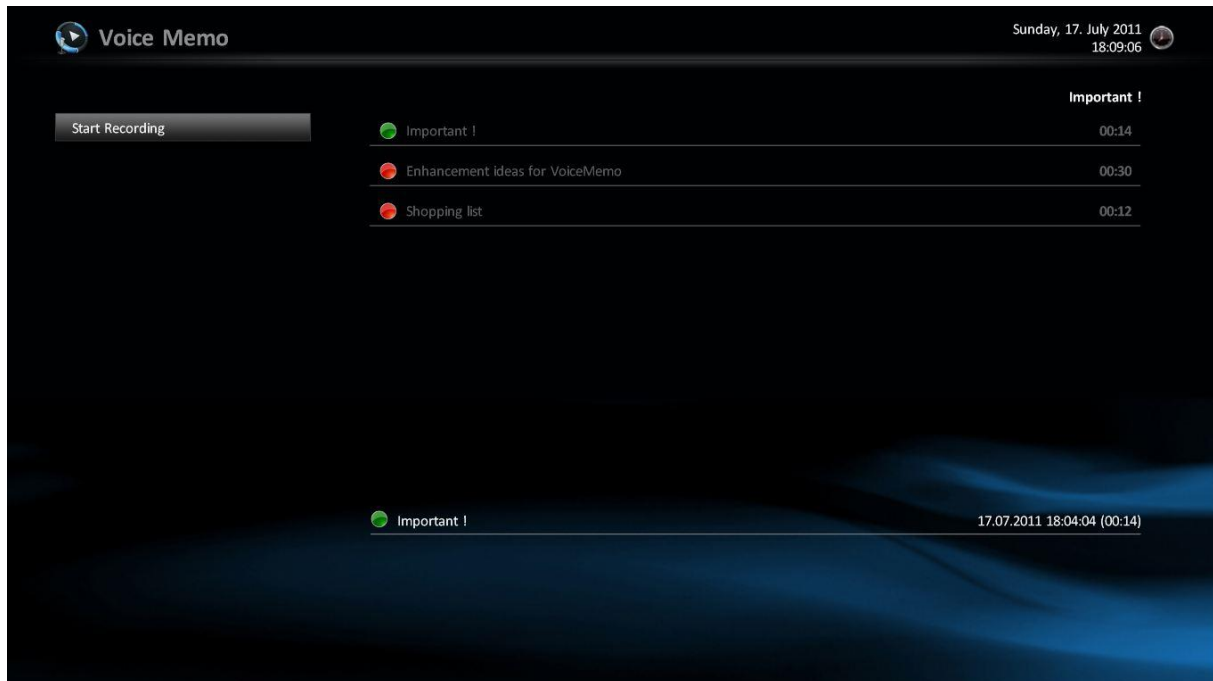 Voice Memo
Sunday, 17. July 2011
18:09:06
Important !
Start Recording
Important ! 00:14
Enhancement ideas for VoiceMemo 00:30
Shopping list 00:12
Important ! 17.07.2011 18:04:04 (00:14)